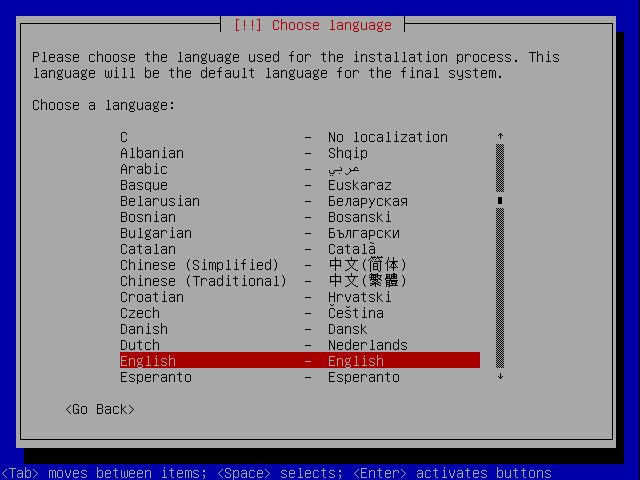 [!!] Choose language
Please choose the language used for the installation process. This
language will be the default language for the final system.
Choose a language:
C - No localization
Albanian - Shqip
Arabic - عربي
Basque - Euskaraz
Belarusian - Беларуская
Bosnian - Bosanski
Bulgarian - Български
Catalan - Català
Chinese (Simplified) - 中文(简体)
Chinese (Traditional) - 中文(繁體)
Croatian - Hrvatski
Czech - Čeština
Danish - Dansk
Dutch - Nederlands
English - English
Esperanto - Esperanto
<Go Back>
<Tab> moves between items; <Space> selects; <Enter> activates buttons